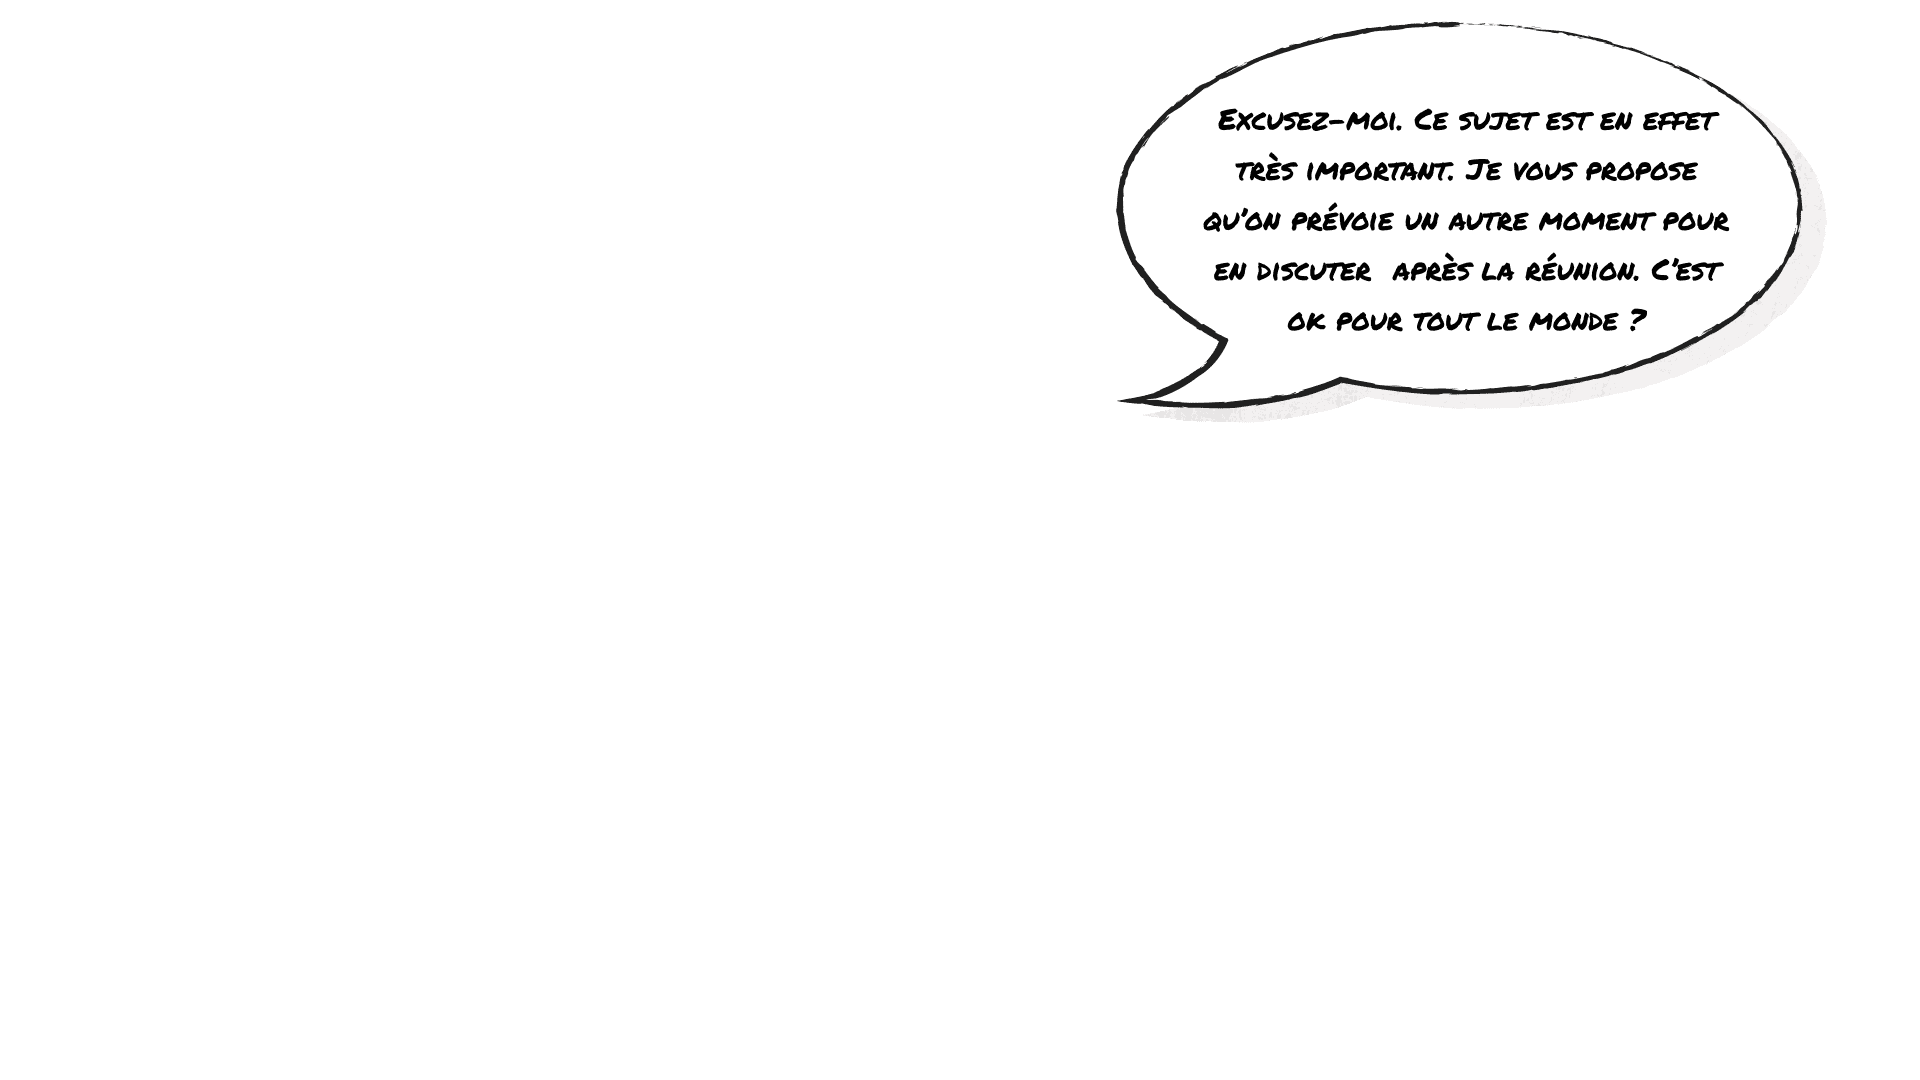 Excusez-moi. Ce sujet est en effet
très important. Je vous propose
qu'on prévoie un autre moment pour
en discuter  après la réunion. C'est
ok pour tout le monde ?